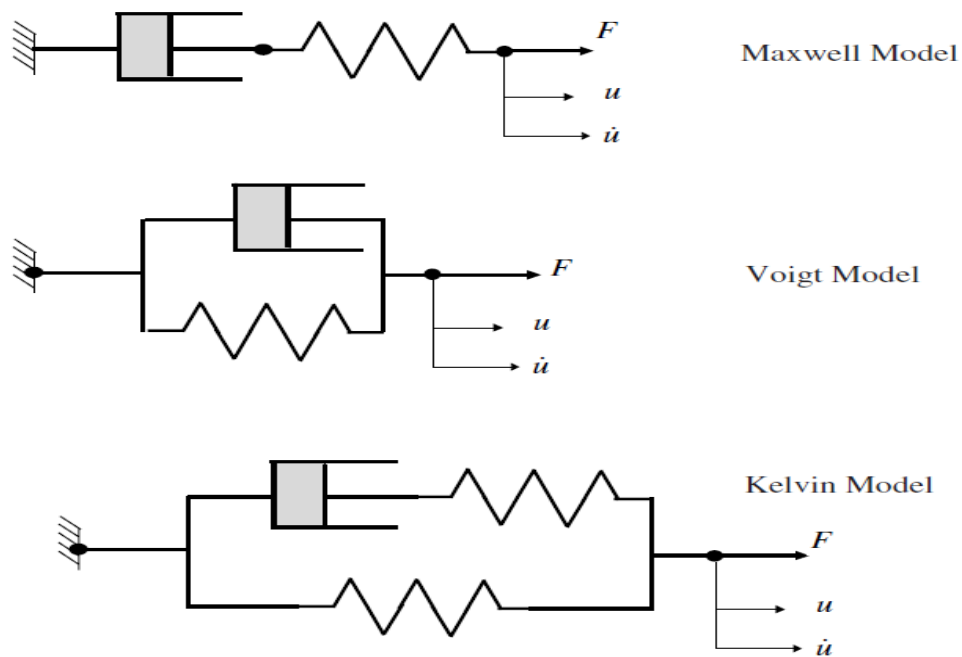 F
Maxwell Model
u
u̇
F
Voigt Model
u
u̇
Kelvin Model
F
u
u̇